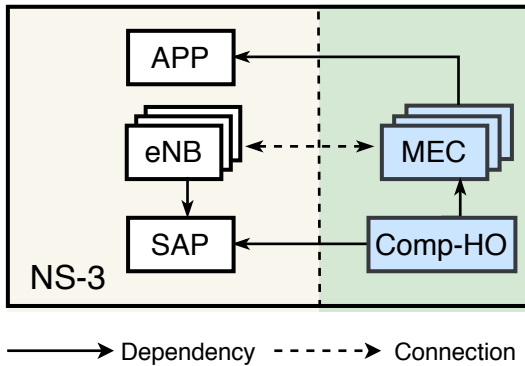 APP
eNB
MEC
SAP
Comp-HO
NS-3
Dependency
Connection